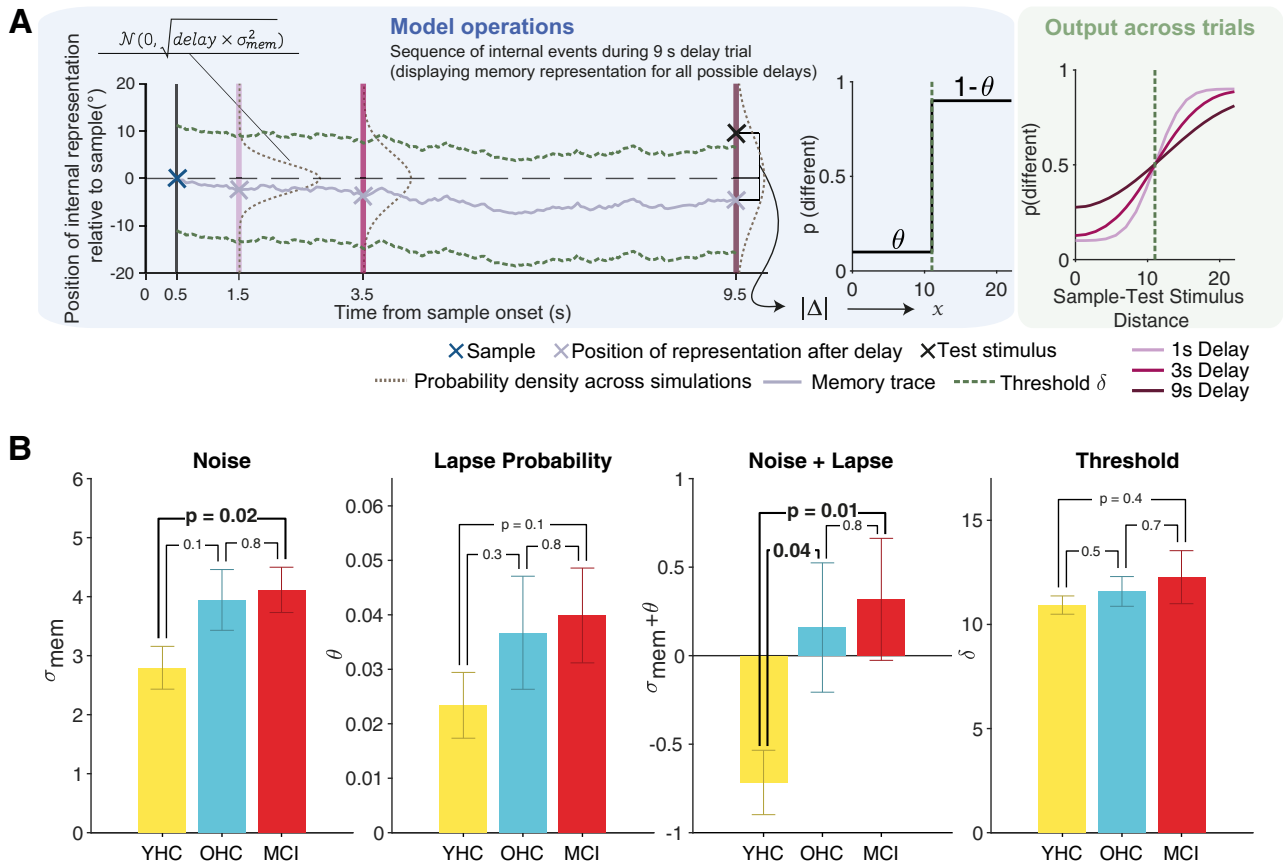 A
Model operations
Sequence of internal events during 9 s delay trial
(displaying memory representation for all possible delays)
N(0, √delay × σ²mem)
Position of internal representation
relative to sample(°)
20
10
0
-10
-20
0
0.5
1.5
3.5
9.5
Time from sample onset (s)
|Δ|
x
p (different)
1
0.5
0
θ
1-θ
0
10
20
Output across trials
p(different)
1
0.5
0
0
10
20
Sample-Test Stimulus
Distance
Sample
Position of representation after delay
Test stimulus
Probability density across simulations
Memory trace
Threshold δ
1s Delay
3s Delay
9s Delay
B
Noise
σmem
6
5
4
3
2
1
0
p = 0.02
0.1
0.8
YHC
OHC
MCI
Lapse Probability
θ
0.06
0.05
0.04
0.03
0.02
0.01
0
p = 0.1
0.3
0.8
YHC
OHC
MCI
Noise + Lapse
σmem+θ
1
0.5
0
-0.5
-1
p = 0.01
0.04
0.8
YHC
OHC
MCI
Threshold
δ
15
10
5
0
p = 0.4
0.5
0.7
YHC
OHC
MCI